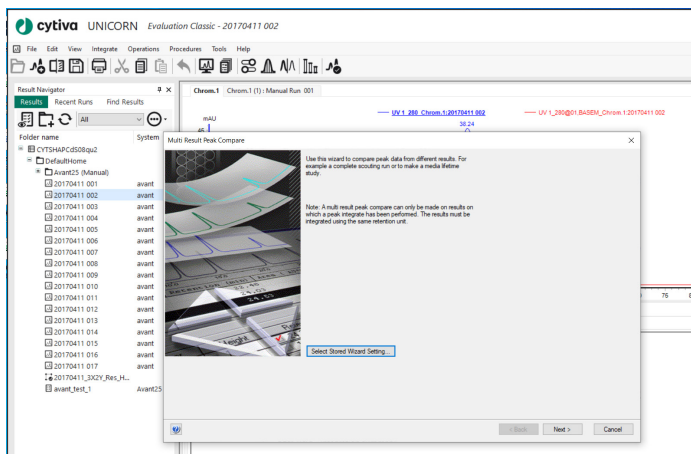 cytiva UNICORN Evaluation Classic - 20170411 002
File Edit View Integrate Operations Procedures Tools Help
Result Navigator
Results Recent Runs Find Results
All
Folder name System
CYTSHAPCdS08qu2
DefaultHome
Avant25 (Manual)
20170411 001 avant
20170411 002 avant
20170411 003 avant
20170411 004 avant
20170411 005 avant
20170411 006 avant
20170411 007 avant
20170411 008 avant
20170411 009 avant
20170411 010 avant
20170411 011 avant
20170411 012 avant
20170411 013 avant
20170411 014 avant
20170411 015 avant
20170411 016 avant
20170411 017 avant
20170411_3X2Y_Res_H...
avant_test_1 Avant25
Chrom.1 Chrom.1 (1) : Manual Run 001
UV 1_280_Chrom.1:20170411 002 UV 1_280@01,BASEM_Chrom.1:20170411 002
mAU
38.24
45
Multi Result Peak Compare
Use this wizard to compare peak data from different results. For
example a complete scouting run or to make a media lifetime
study.
Note: A multi result peak compare can only be made on results on
which a peak integrate has been performed. The results must be
integrated using the same retention unit.
24.03
Height
Select Stored Wizard Setting...
75
< Back Next > Cancel